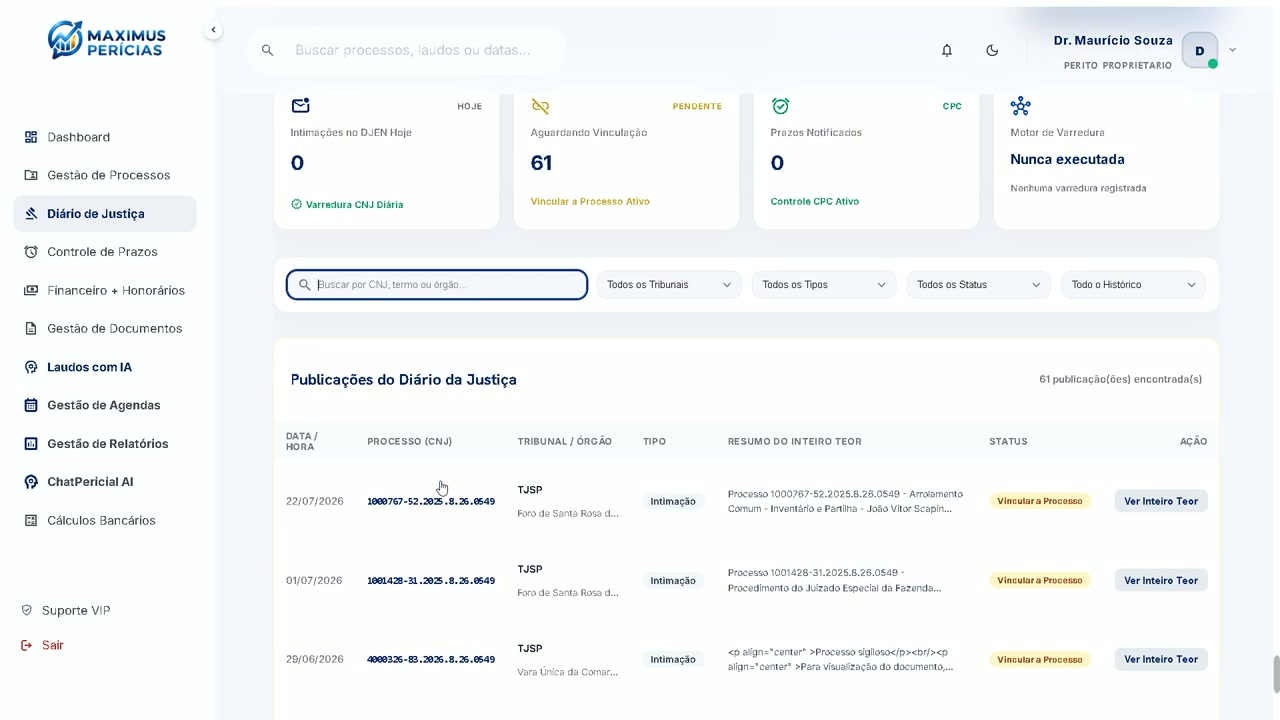 MAXIMUS
PERÍCIAS
Buscar processos, laudos ou datas...
Dr. Maurício Souza
PERITO PROPRIETARIO
D
Dashboard
Gestão de Processos
Diário de Justiça
Controle de Prazos
Financeiro + Honorários
Gestão de Documentos
Laudos com IA
Gestão de Agendas
Gestão de Relatórios
ChatPericial AI
Cálculos Bancários
Suporte VIP
Sair
HOJE
Intimações no DJEN Hoje
0
Varredura CNJ Diária
PENDENTE
Aguardando Vinculação
61
Vincular a Processo Ativo
CPC
Prazos Notificados
0
Controle CPC Ativo
Motor de Varredura
Nunca executada
Nenhuma varredura registrada
Buscar por CNJ, termo ou órgão...
Todos os Tribunais
Todos os Tipos
Todos os Status
Todo o Histórico
Publicações do Diário da Justiça
61 publicação(ões) encontrada(s)
DATA / HORA
PROCESSO (CNJ)
TRIBUNAL / ÓRGÃO
TIPO
RESUMO DO INTEIRO TEOR
STATUS
AÇÃO
22/07/2026
1000767-52.2025.8.26.0549
TJSP
Foro de Santa Rosa d...
Intimação
Processo 1000767-52.2025.8.26.0549 - Arrolamento
Comum - Inventário e Partilha - João Vitor Scapin...
Vincular a Processo
Ver Inteiro Teor
01/07/2026
1001428-31.2025.8.26.0549
TJSP
Foro de Santa Rosa d...
Intimação
Processo 1001428-31.2025.8.26.0549 -
Procedimento do Juizado Especial da Fazenda...
Vincular a Processo
Ver Inteiro Teor
29/06/2026
4000326-83.2026.8.26.0549
TJSP
Vara Única da Comar...
Intimação
<p align="center" >Processo sigiloso</p><br/><p
align="center" >Para visualização do documento,...
Vincular a Processo
Ver Inteiro Teor